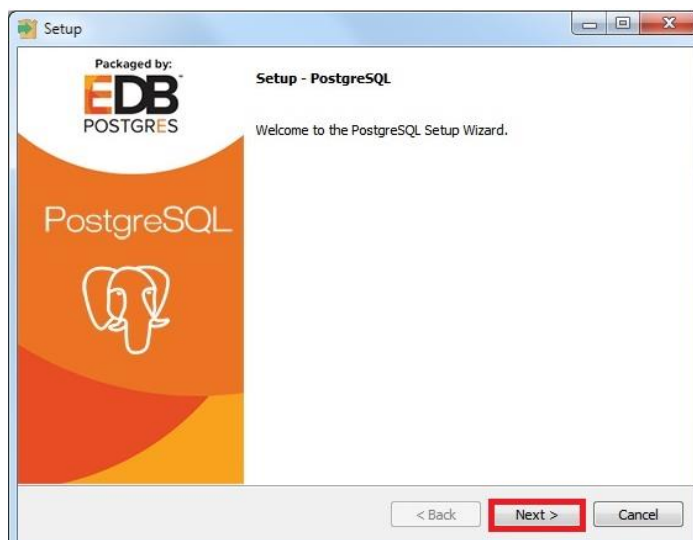 Setup
Packaged by:
EDB
POSTGRES
Setup - PostgreSQL
Welcome to the PostgreSQL Setup Wizard.
PostgreSQL
< Back
Next >
Cancel